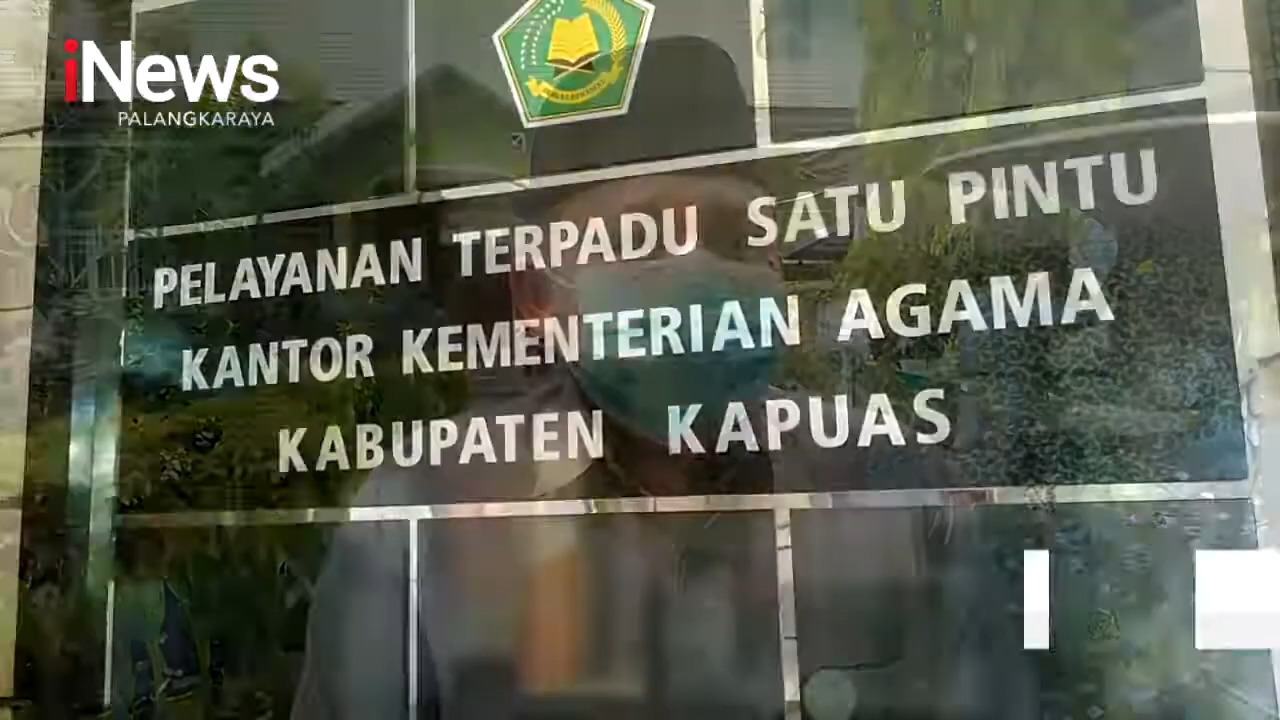 iNews
PALANGKARAYA
PELAYANAN TERPADU SATU PINTU
KANTOR KEMENTERIAN AGAMA
KABUPATEN KAPUAS